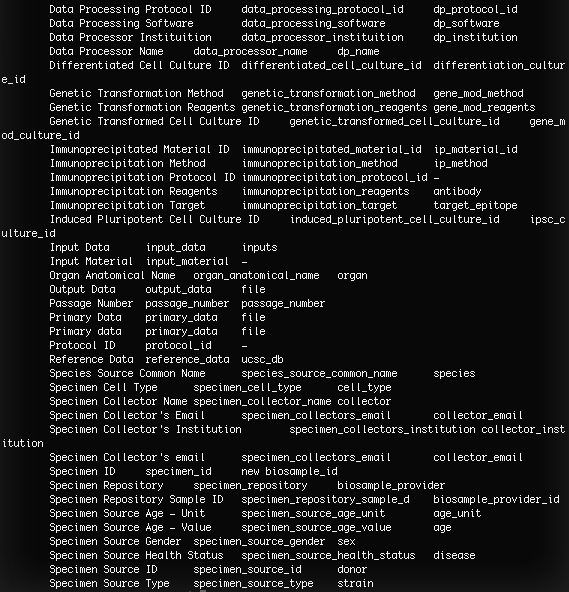 Data Processing Protocol ID data_processing_protocol_id dp_protocol_id
Data Processing Software data_processing_software dp_software
Data Processor Instituition data_processor_instituition dp_institution
Data Processor Name data_processor_name dp_name
Differentiated Cell Culture ID differentiated_cell_culture_id differentiation_cultur
e_id
Genetic Transformation Method genetic_transformation_method gene_mod_method
Genetic Transformation Reagents genetic_transformation_reagents gene_mod_reagents
Genetic Transformed Cell Culture ID genetic_transformed_cell_culture_id gene_m
od_culture_id
Immunoprecipitated Material ID immunoprecipitated_material_id ip_material_id
Immunoprecipitation Method immunoprecipitation_method ip_method
Immunoprecipitation Protocol ID immunoprecipitation_protocol_id -
Immunoprecipitation Reagents immunoprecipitation_reagents antibody
Immunoprecipitation Target immunoprecipitation_target target_epitope
Induced Pluripotent Cell Culture ID induced_pluripotent_cell_culture_id ipsc_c
ulture_id
Input Data input_data inputs
Input Material input_material -
Organ Anatomical Name organ_anatomical_name organ
Output Data output_data file
Passage Number passage_number passage_number
Primary Data primary_data file
Primary data primary_data file
Protocol ID protocol_id -
Reference Data reference_data ucsc_db
Species Source Common Name species_source_common_name species
Specimen Cell Type specimen_cell_type cell_type
Specimen Collector Name specimen_collector_name collector
Specimen Collector's Email specimen_collectors_email collector_email
Specimen Collector's Institution specimen_collectors_institution collector_inst
itution
Specimen Collector's email specimen_collectors_email collector_email
Specimen ID specimen_id new biosample_id
Specimen Repository specimen_repository biosample_provider
Specimen Repository Sample ID specimen_repository_sample_d biosample_provider_id
Specimen Source Age - Unit specimen_source_age_unit age_unit
Specimen Source Age - Value specimen_source_age_value age
Specimen Source Gender specimen_source_gender sex
Specimen Source Health Status specimen_source_health_status disease
Specimen Source ID specimen_source_id donor
Specimen Source Type specimen_source_type strain